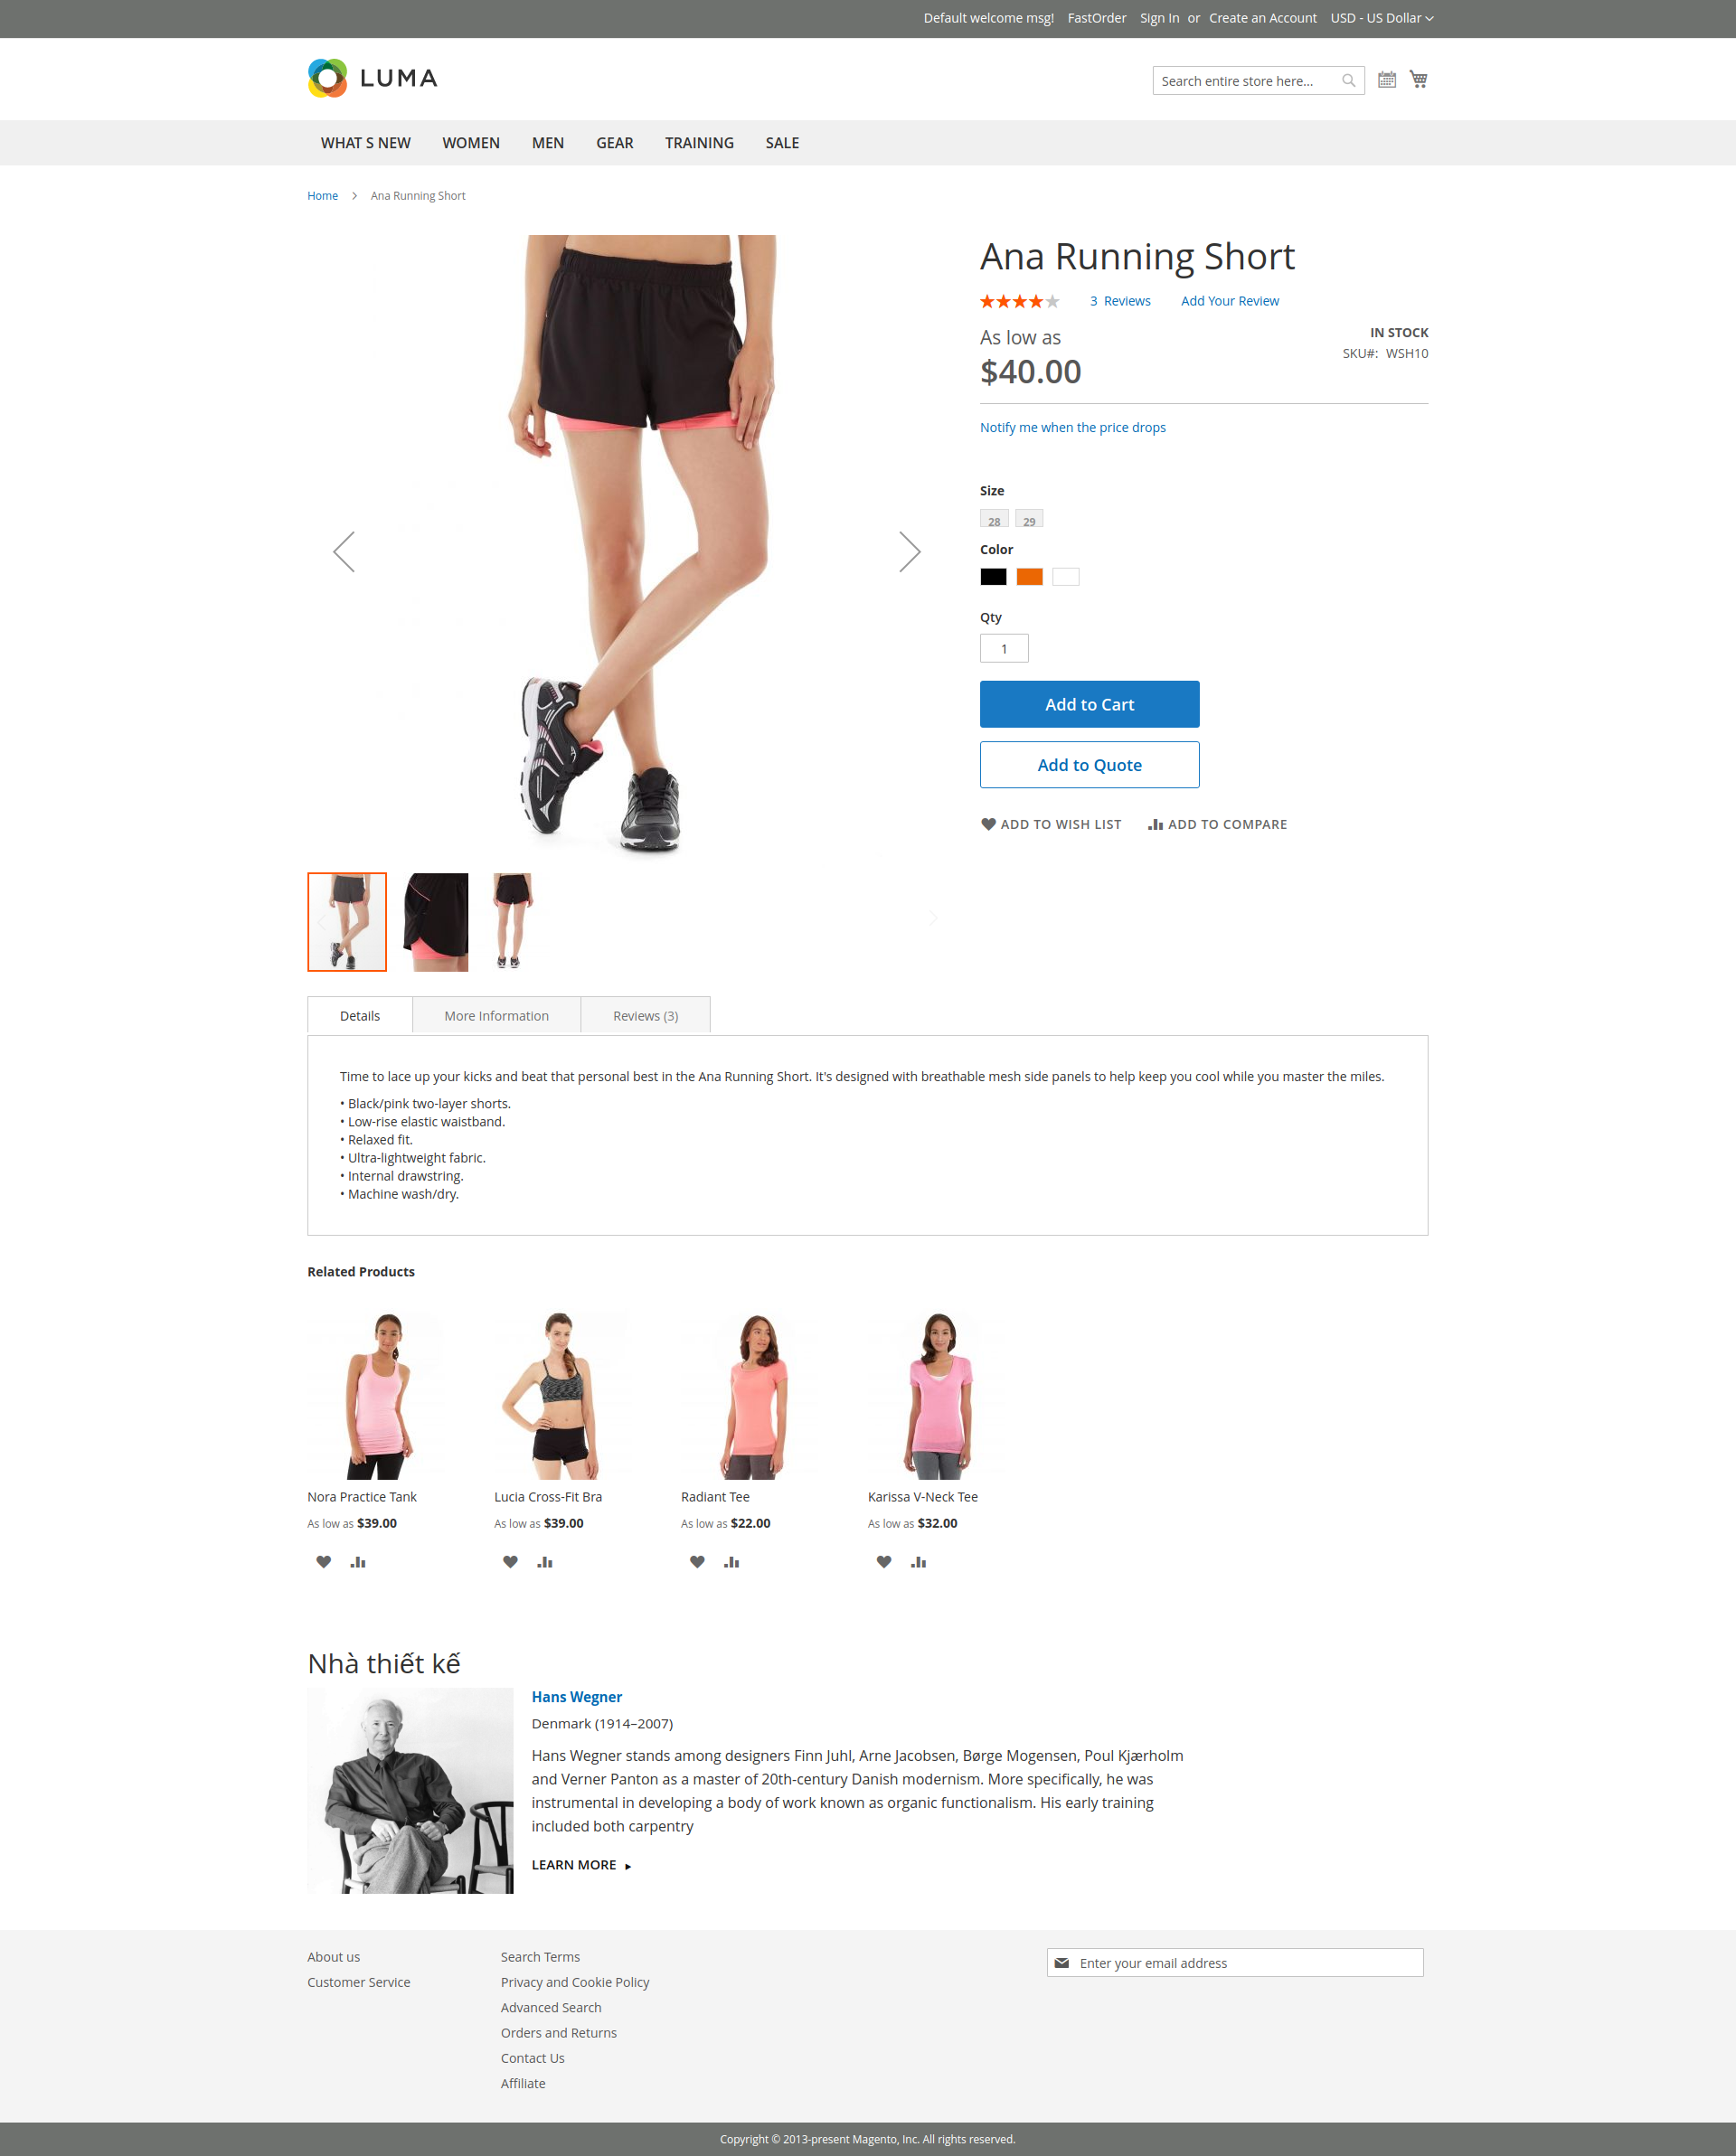 Default welcome msg! FastOrder Sign In or Create an Account USD - US Dollar
LUMA
Search entire store here...
WHAT S NEW WOMEN MEN GEAR TRAINING SALE
Home Ana Running Short
Ana Running Short
3 Reviews Add Your Review
As low as
$40.00
IN STOCK
SKU#: WSH10
Notify me when the price drops
Size
28 29
Color
Qty
1
Add to Cart
Add to Quote
ADD TO WISH LIST ADD TO COMPARE
Details More Information Reviews (3)
Time to lace up your kicks and beat that personal best in the Ana Running Short. It's designed with breathable mesh side panels to help keep you cool while you master the miles.
• Black/pink two-layer shorts.
• Low-rise elastic waistband.
• Relaxed fit.
• Ultra-lightweight fabric.
• Internal drawstring.
• Machine wash/dry.
Related Products
Nora Practice Tank
As low as $39.00
Lucia Cross-Fit Bra
As low as $39.00
Radiant Tee
As low as $22.00
Karissa V-Neck Tee
As low as $32.00
Nhà thiết kế
Hans Wegner
Denmark (1914–2007)
Hans Wegner stands among designers Finn Juhl, Arne Jacobsen, Børge Mogensen, Poul Kjærholm
and Verner Panton as a master of 20th-century Danish modernism. More specifically, he was
instrumental in developing a body of work known as organic functionalism. His early training
included both carpentry
LEARN MORE ▸
About us
Customer Service
Search Terms
Privacy and Cookie Policy
Advanced Search
Orders and Returns
Contact Us
Affiliate
Enter your email address
Copyright © 2013-present Magento, Inc. All rights reserved.